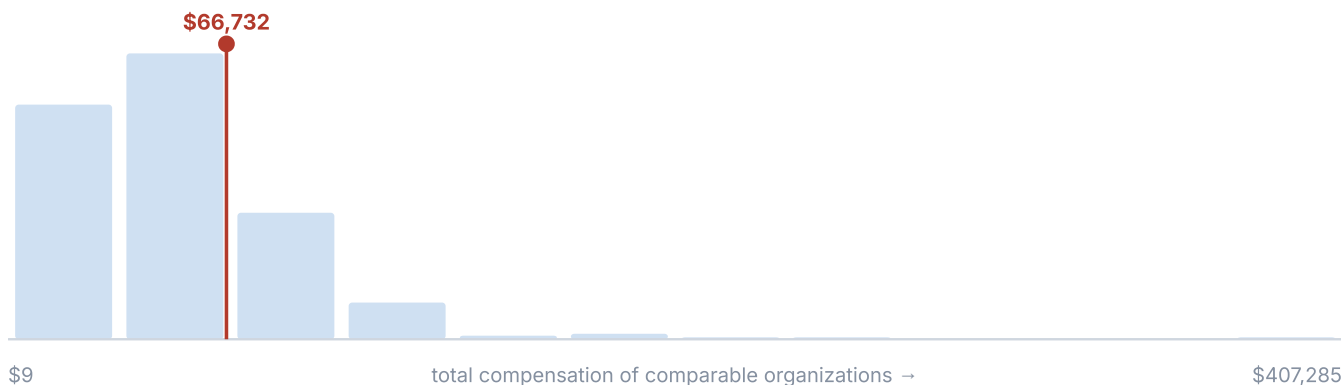 $66,732
$9 total compensation of comparable organizations → $407,285